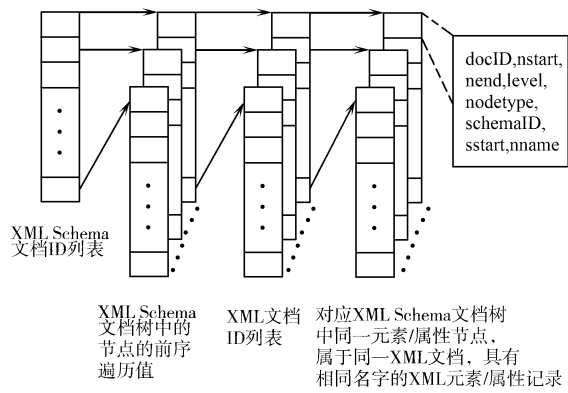 docID,nstart,
nend,level,
nodetype,
schemaID,
sstart,nname
XML Schema
文档ID列表
XML Schema
文档树中的
节点的前序
遍历值
XML文档
ID列表
对应XML Schema文档树
中同一元素/属性节点，
属于同一XML文档，具有
相同名字的XML元素/属性记录